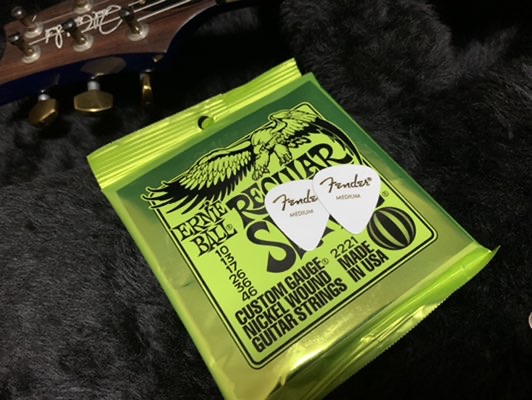 ERNIE
BALL
REGULAR
Fender
MEDIUM
Fender
MEDIUM
10
13
17
26
36
46
2221
CUSTOM GAUGE
NICKEL WOUND
GUITAR STRINGS
MADE
IN USA